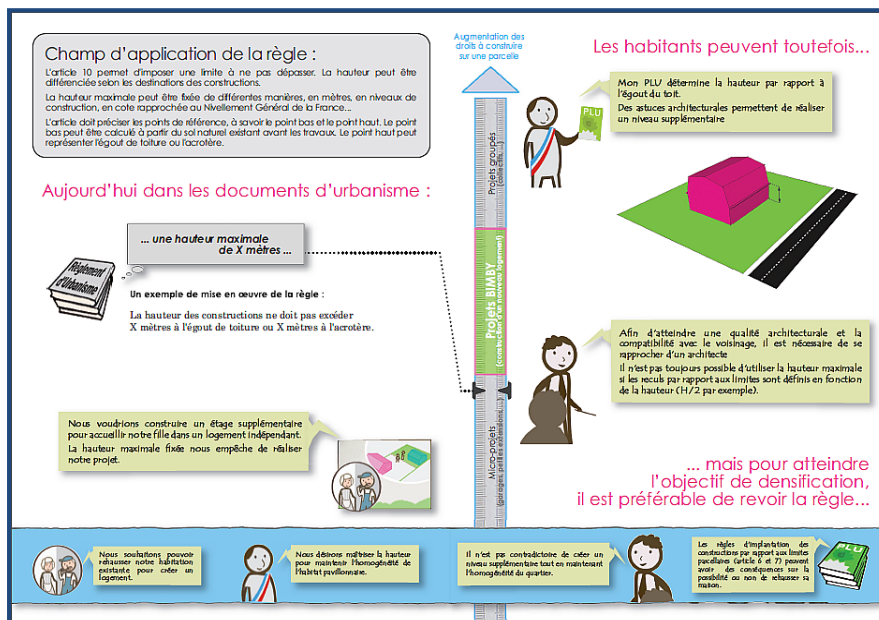 Champ d'application de la règle :
L'article 10 permet d'imposer une limite à ne pas dépasser. La hauteur peut être
différenciée selon les destinations des constructions.
La hauteur maximale peut être fixée de différentes manières, en mètres, en niveaux de
construction, en cote rapprochée au Nivellement Général de la France...
L'article doit préciser les points de référence, à savoir le point bas et le point haut. Le point
bas peut être calculé à partir du sol naturel existant avant les travaux. Le point haut peut
représenter l'égout de toiture ou l'acrotère.
Aujourd'hui dans les documents d'urbanisme :
... une hauteur maximale
de X mètres ...
Règlement
d'Urbanisme
Un exemple de mise en œuvre de la règle :
La hauteur des constructions ne doit pas excéder
X mètres à l'égout de toiture ou X mètres à l'acrotère.
Nous voudrions construire un étage supplémentaire
pour accueillir notre fille dans un logement indépendant.
La hauteur maximale fixée nous empêche de réaliser
notre projet.
Augmentation des
droits à construire
sur une parcelle
Projets groupés
(collectifs, ...)
Projets BIMBY
(construction d'un nouveau logement)
Micro-projets
(garages, petites extensions, ...)
Les habitants peuvent toutefois...
Mon PLU détermine la hauteur par rapport à
l'égout du toit.
Des astuces architecturales permettent de réaliser
un niveau supplémentaire
PLU
Afin d'atteindre une qualité architecturale et la
compatibilité avec le voisinage, il est nécessaire de se
rapprocher d'un architecte
Il n'est pas toujours possible d'utiliser la hauteur maximale
si les reculs par rapport aux limites sont définis en fonction
de la hauteur (H/2 par exemple).
... mais pour atteindre
l'objectif de densification,
il est préférable de revoir la règle...
Nous souhaitons pouvoir
rehausser notre habitation
existante pour créer un
logement.
Nous désirons maîtriser la hauteur
pour maintenir l'homogénéité de
l'habitat pavillonnaire.
Il n'est pas contradictoire de créer un
niveau supplémentaire tout en maintenant
l'homogénéité du quartier.
Les règles d'implantation des
constructions par rapport aux limites
parcellaires (article 6 et 7) peuvent
avoir des conséquences sur la
possibilité ou non de rehausser sa
maison.
PLU